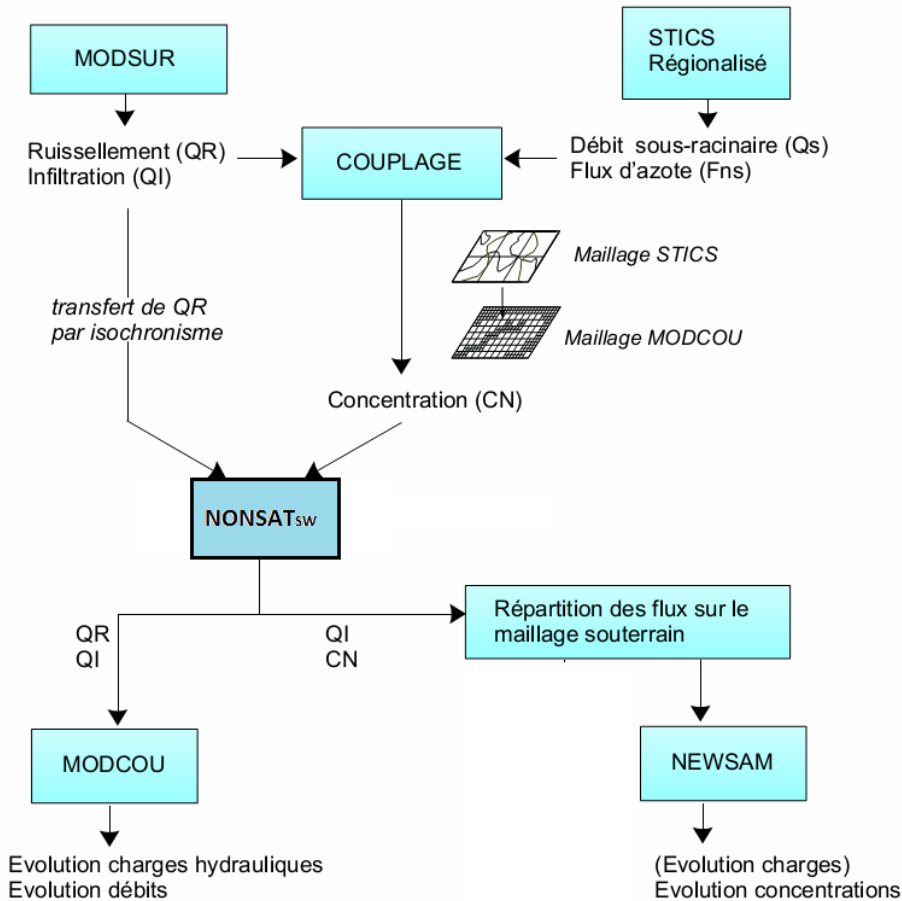 MODSUR
STICS
Régionalisé
Ruissellement (QR)
Infiltration (QI)
COUPLAGE
Débit sous-racinaire (Qs)
Flux d'azote (Fns)
transfert de QR
par isochronisme
Maillage STICS
Maillage MODCOU
Concentration (CN)
NONSATsw
QR
QI
QI
CN
Répartition des flux sur le
maillage souterrain
MODCOU
NEWSAM
Evolution charges hydrauliques
Evolution débits
(Evolution charges)
Evolution concentrations